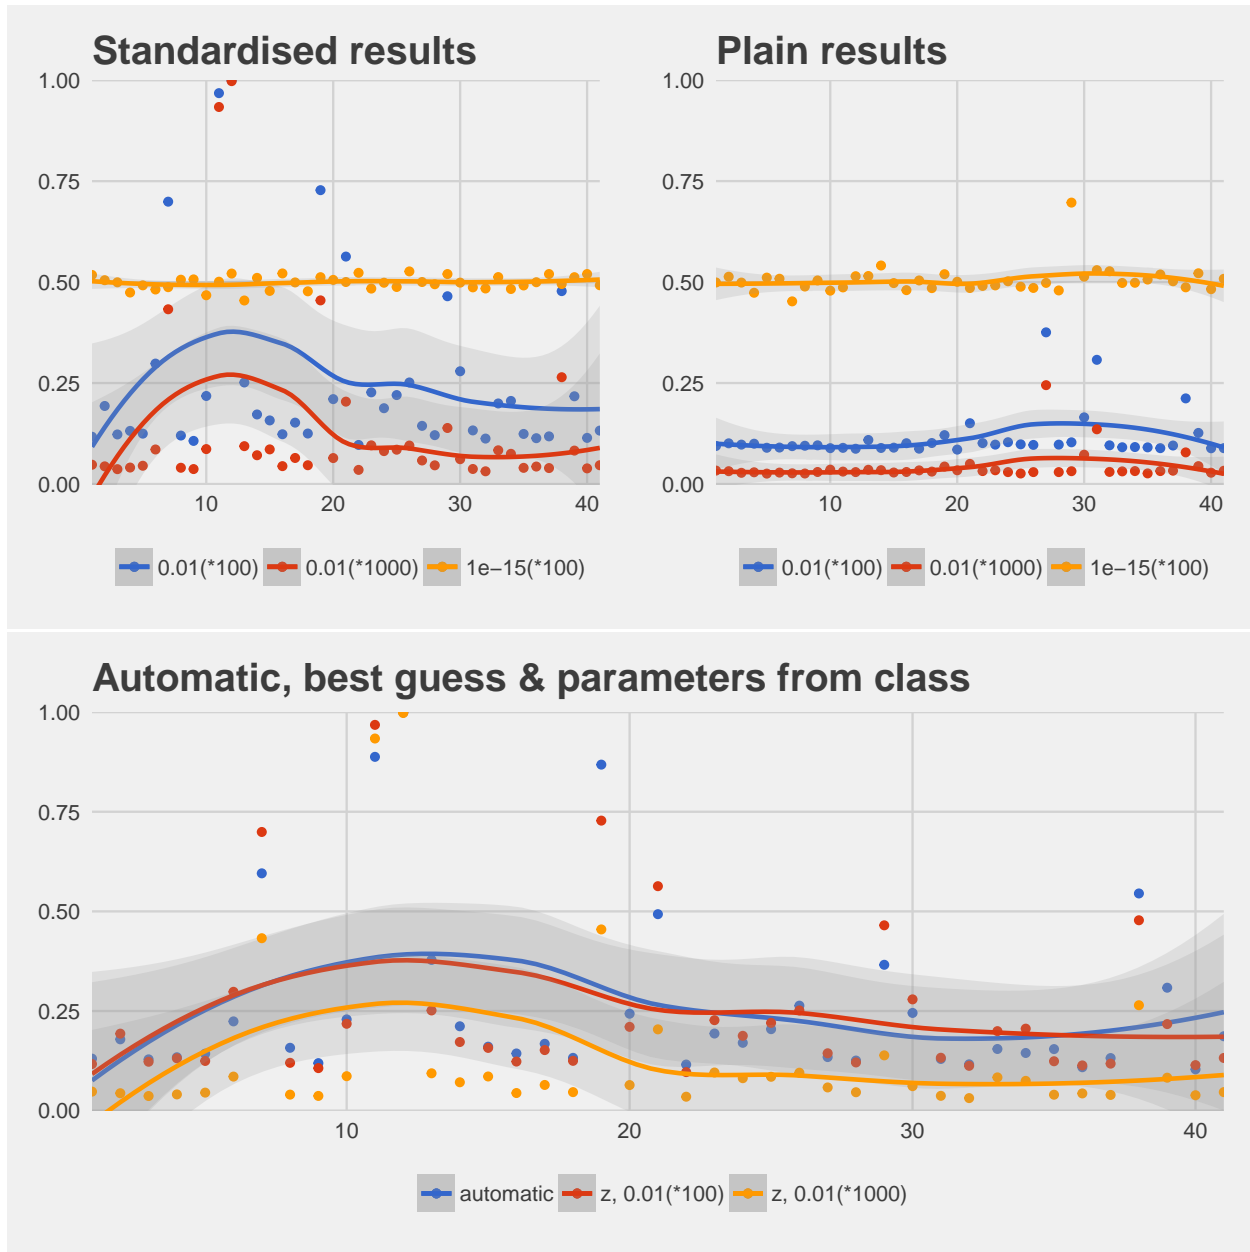 Standardised results
1.00
0.75
0.50
0.25
0.00
10 20 30 40
0.01(*100) 0.01(*1000) 1e−15(*100)
Plain results
1.00
0.75
0.50
0.25
0.00
10 20 30 40
0.01(*100) 0.01(*1000) 1e−15(*100)
Automatic, best guess & parameters from class
1.00
0.75
0.50
0.25
0.00
10 20 30 40
automatic z, 0.01(*100) z, 0.01(*1000)